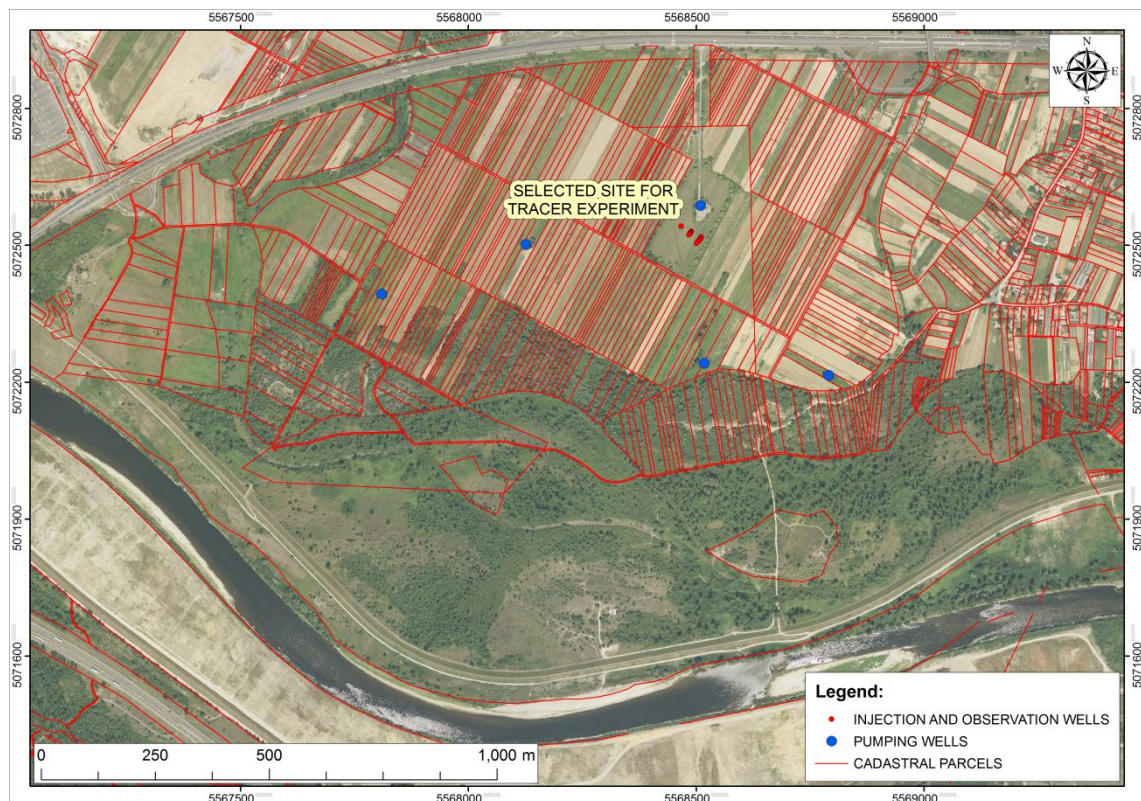 5567500 5568000 5568500 5569000
N
W E
S
5072800 5072800
SELECTED SITE FOR
TRACER EXPERIMENT
5072500 5072500
5072200 5072200
5071900 5071900
5071600 5071600
Legend:
INJECTION AND OBSERVATION WELLS
PUMPING WELLS
CADASTRAL PARCELS
0 250 500 1,000 m
5567500 5568000 5568500 5569000